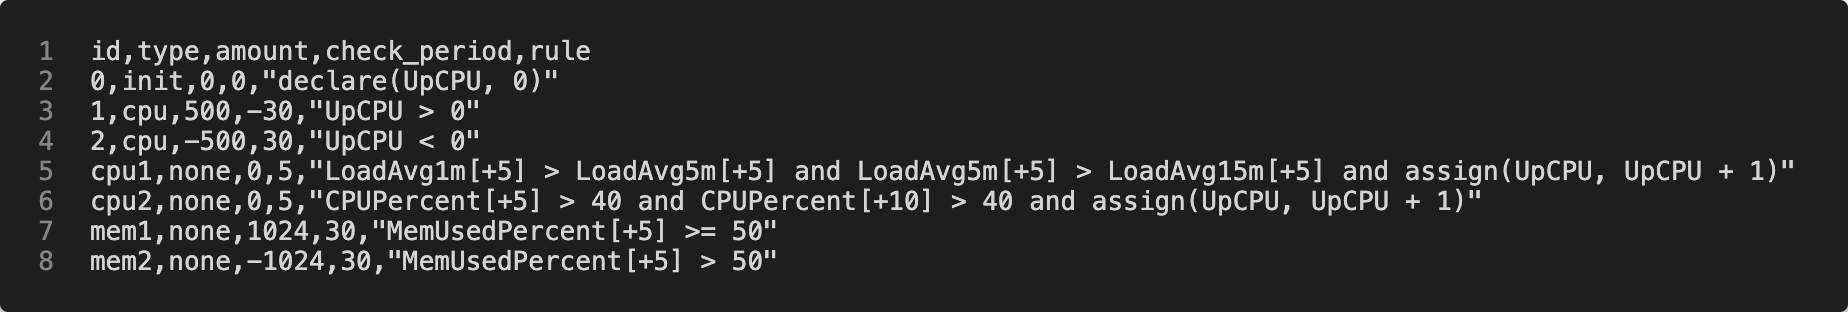 1 id,type,amount,check_period,rule
2 0,init,0,0,"declare(UpCPU, 0)"
3 1,cpu,500,-30,"UpCPU > 0"
4 2,cpu,-500,30,"UpCPU < 0"
5 cpu1,none,0,5,"LoadAvg1m[+5] > LoadAvg5m[+5] and LoadAvg5m[+5] > LoadAvg15m[+5] and assign(UpCPU, UpCPU + 1)"
6 cpu2,none,0,5,"CPUPercent[+5] > 40 and CPUPercent[+10] > 40 and assign(UpCPU, UpCPU + 1)"
7 mem1,none,1024,30,"MemUsedPercent[+5] >= 50"
8 mem2,none,-1024,30,"MemUsedPercent[+5] > 50"